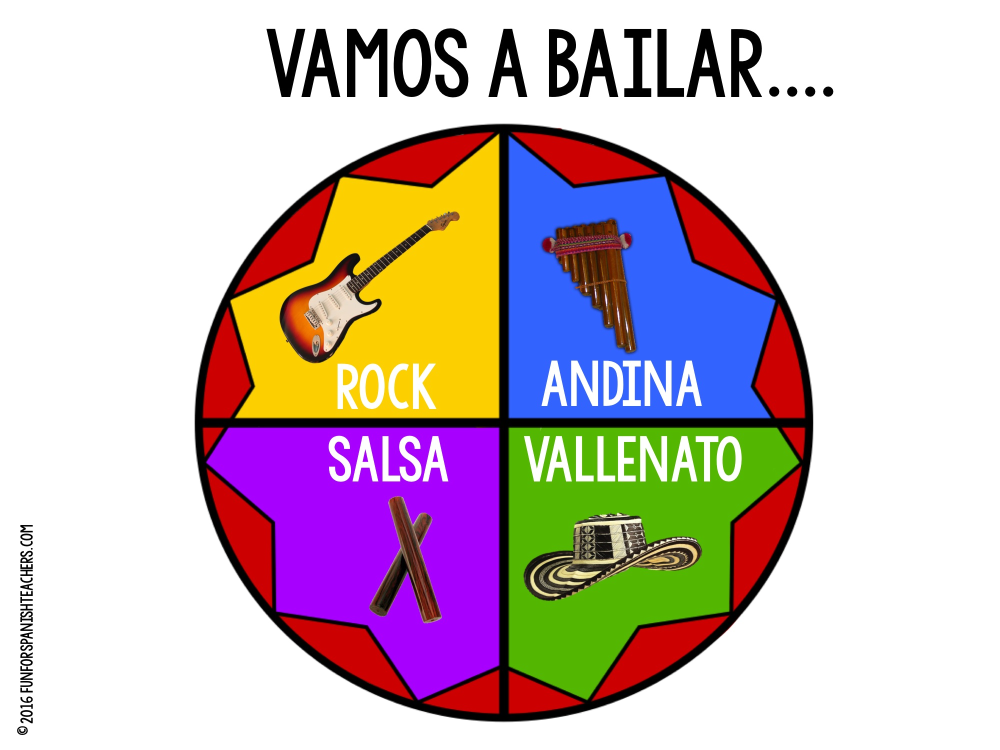 VAMOS A BAILAR....
ROCK
ANDINA
SALSA
VALLENATO
© 2016 FUNFORSPANISHTEACHERS.COM